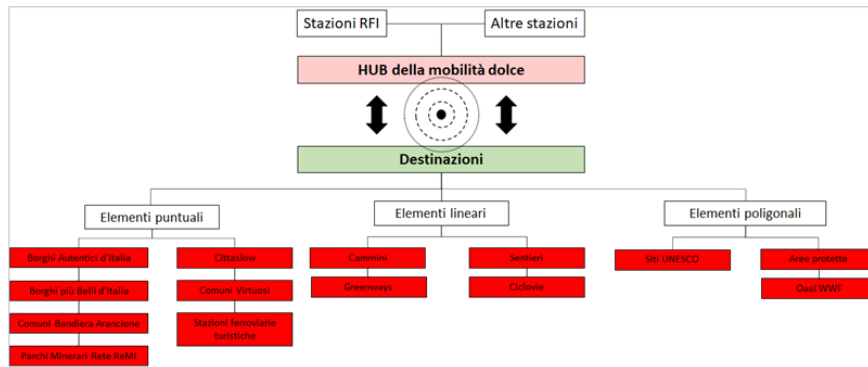 Stazioni RFI
Altre stazioni
HUB della mobilità dolce
Destinazioni
Elementi puntuali
Elementi lineari
Elementi poligonali
Borghi Autentici d'Italia
Cittaslow
Cammini
Sentieri
Siti UNESCO
Aree protette
Borghi più Belli d'Italia
Comuni Virtuosi
Greenways
Ciclovie
Oasi WWF
Comuni Bandiera Arancione
Stazioni ferroviarie
turistiche
Parchi Minerari Rete ReMI